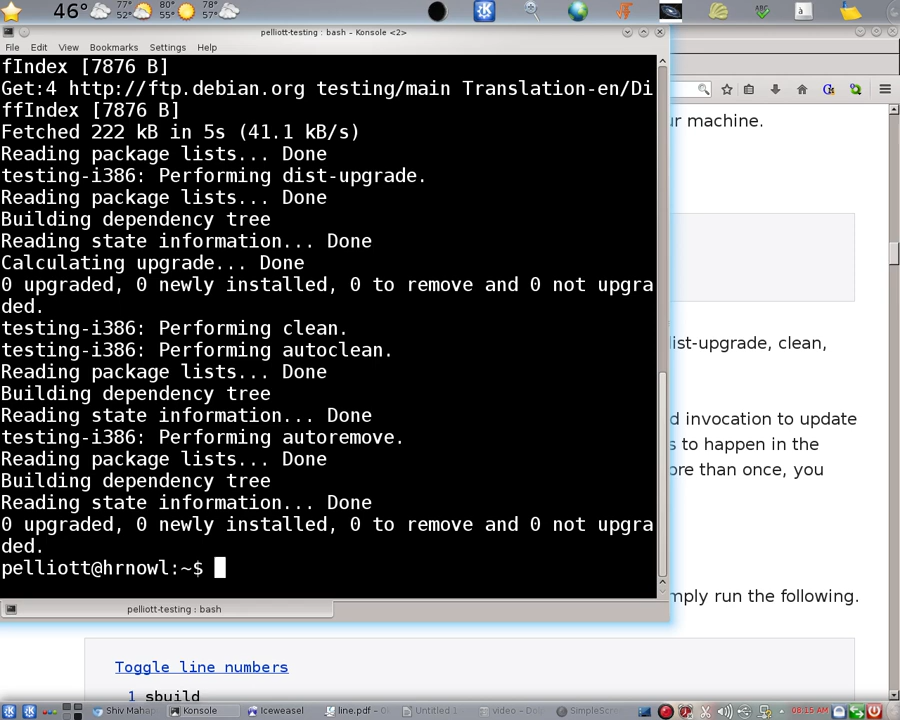 46°
77°
52°
80°
55°
78°
57°
pelliott-testing : bash - Konsole <2>
File Edit View Bookmarks Settings Help
fIndex [7876 B]
Get:4 http://ftp.debian.org testing/main Translation-en/Di
ffIndex [7876 B]
Fetched 222 kB in 5s (41.1 kB/s)
Reading package lists... Done
testing-i386: Performing dist-upgrade.
Reading package lists... Done
Building dependency tree
Reading state information... Done
Calculating upgrade... Done
0 upgraded, 0 newly installed, 0 to remove and 0 not upgra
ded.
testing-i386: Performing clean.
testing-i386: Performing autoclean.
Reading package lists... Done
Building dependency tree
Reading state information... Done
testing-i386: Performing autoremove.
Reading package lists... Done
Building dependency tree
Reading state information... Done
0 upgraded, 0 newly installed, 0 to remove and 0 not upgra
ded.
pelliott@hrnowl:~$
pelliott-testing : bash
ur machine.
list-upgrade, clean,
d invocation to update
s to happen in the
ore than once, you
mply run the following.
Toggle line numbers
1 sbuild
Shiv Mahap
Konsole
Iceweasel
line.pdf – O
Untitled 1
video – Do
SimpleScre
08:15 AM